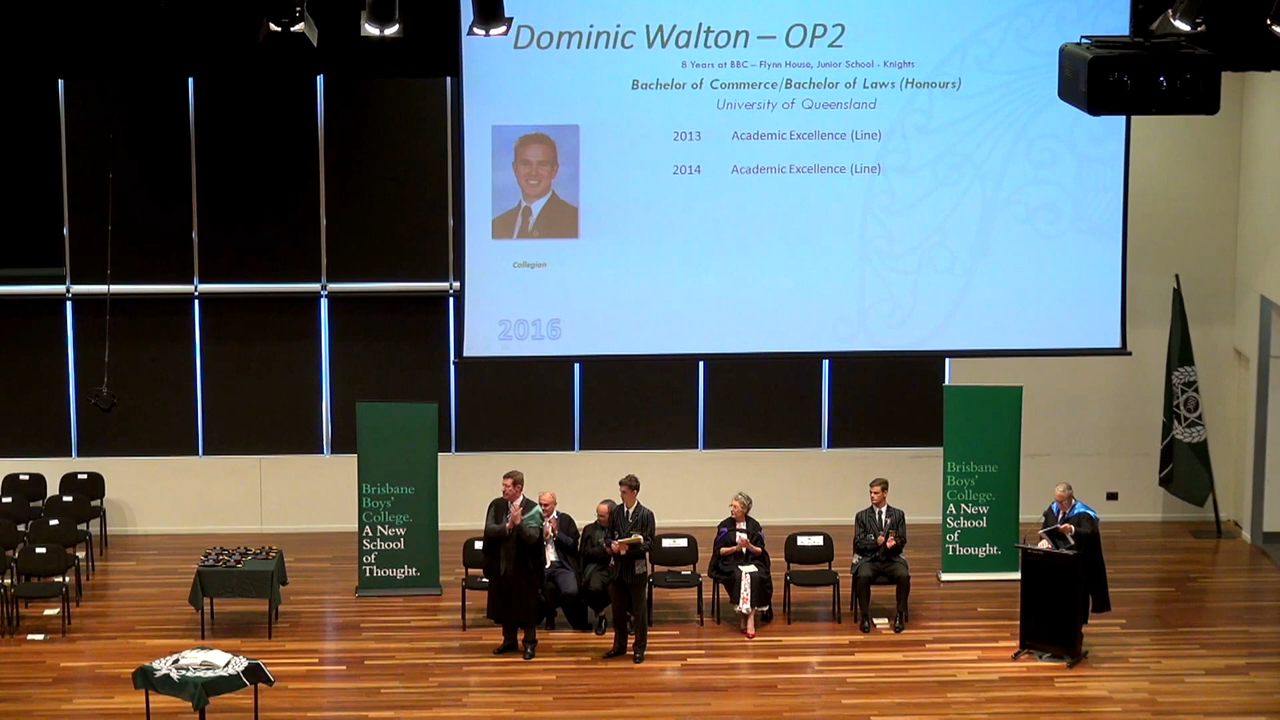 Dominic Walton – OP2
8 Years at BBC – Flynn House, Junior School - Knights
Bachelor of Commerce/Bachelor of Laws (Honours)
University of Queensland
2013 Academic Excellence (Line)
2014 Academic Excellence (Line)
Collegian
2016
Brisbane
Boys'
College.
A New
School
of
Thought.
Brisbane
Boys'
College.
A New
School of
Thought.